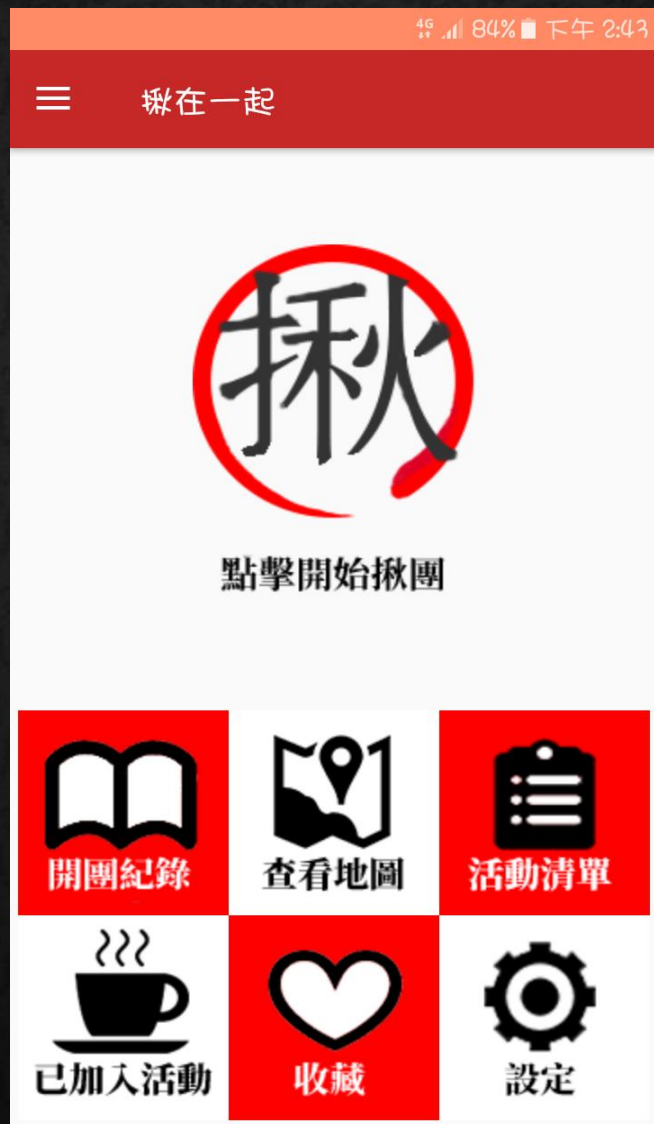 4G 84% 下午 2:43
揪在一起
揪
點擊開始揪團
開團紀錄 查看地圖 活動清單
已加入活動 收藏 設定